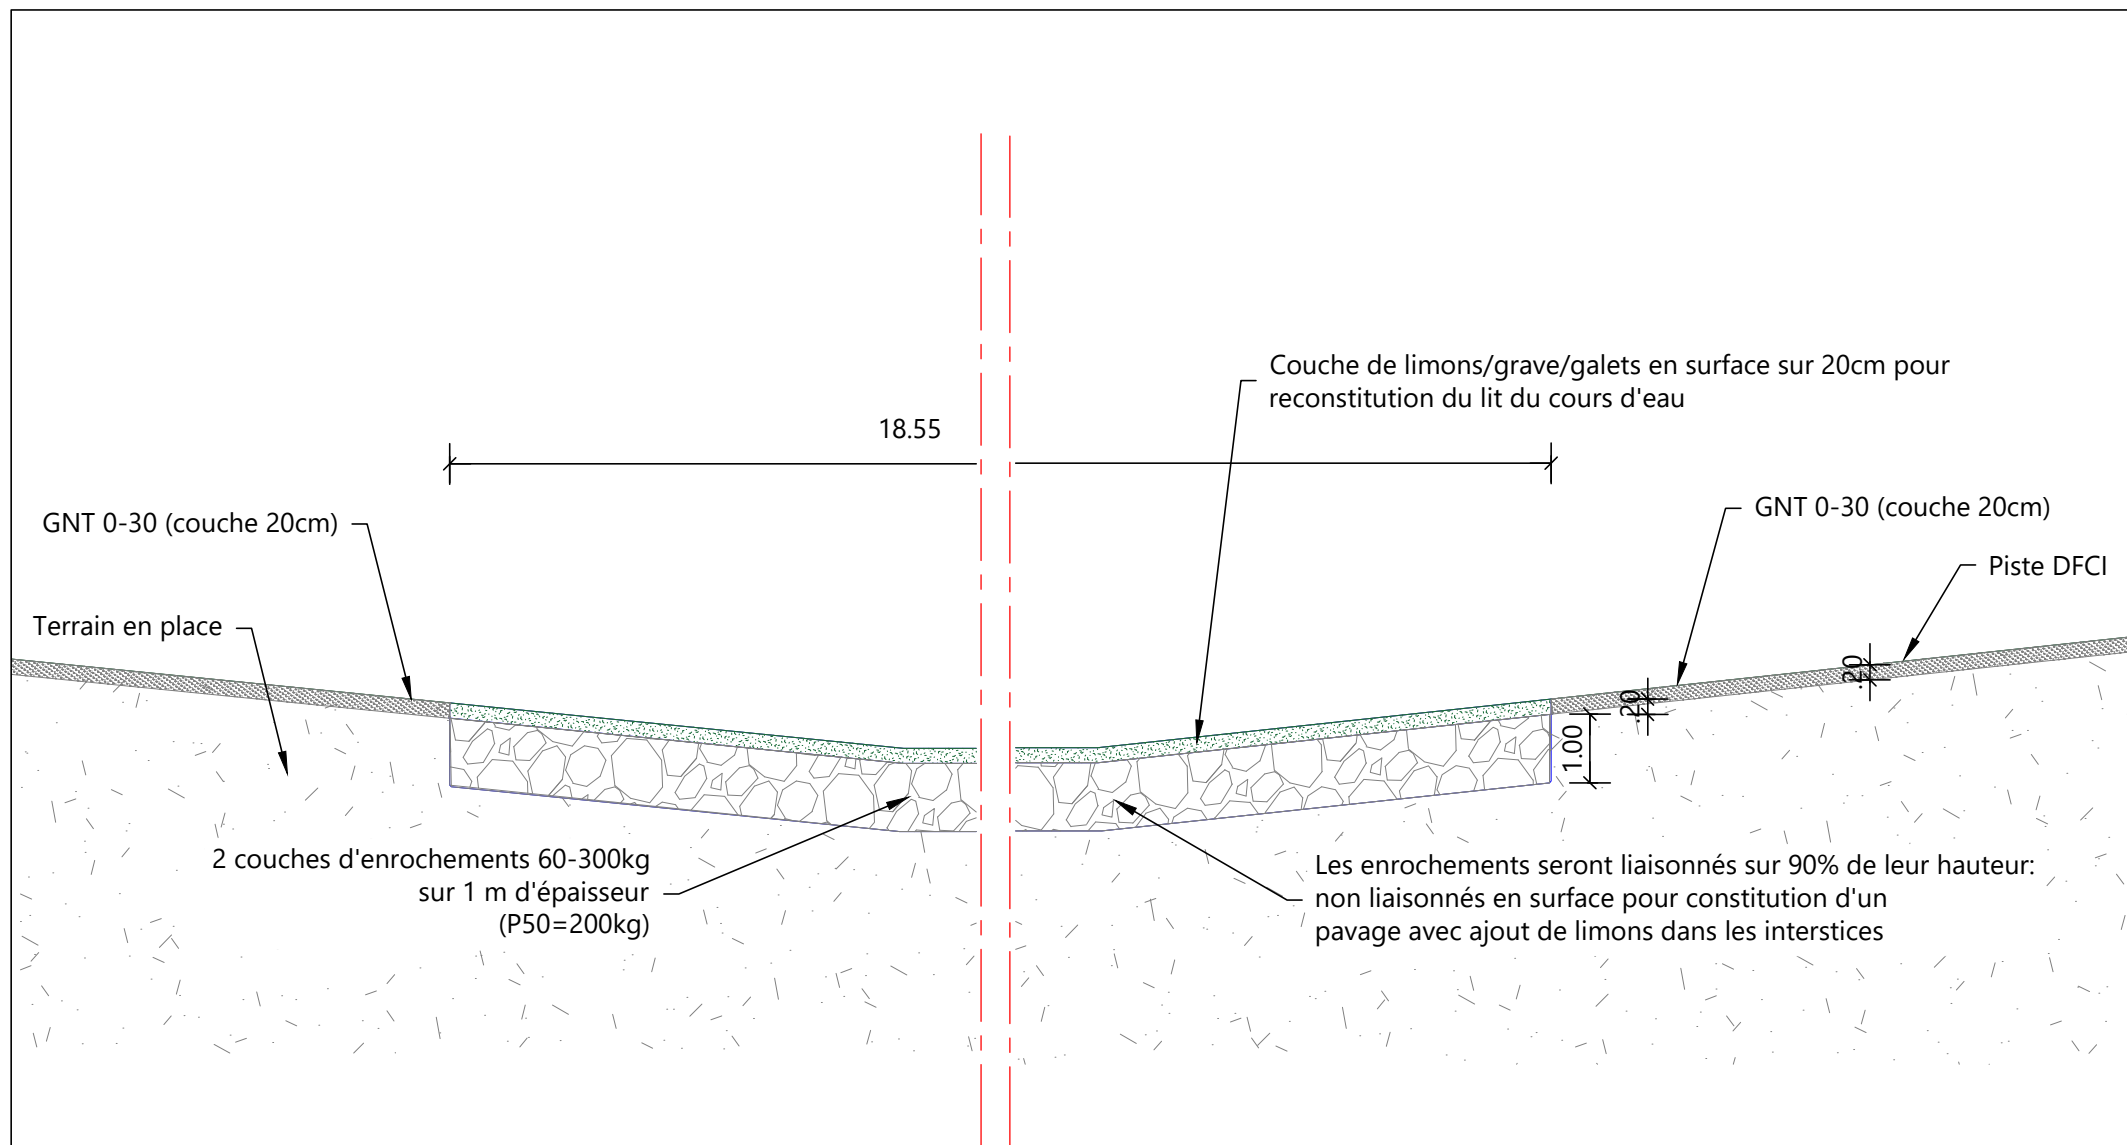 Couche de limons/grave/galets en surface sur 20cm pour
reconstitution du lit du cours d'eau
18.55
GNT 0-30 (couche 20cm)
GNT 0-30 (couche 20cm)
Piste DFCI
Terrain en place
.20
.20
1.00
2 couches d'enrochements 60-300kg
sur 1 m d'épaisseur
(P50=200kg)
Les enrochements seront liaisonnés sur 90% de leur hauteur:
non liaisonnés en surface pour constitution d'un
pavage avec ajout de limons dans les interstices